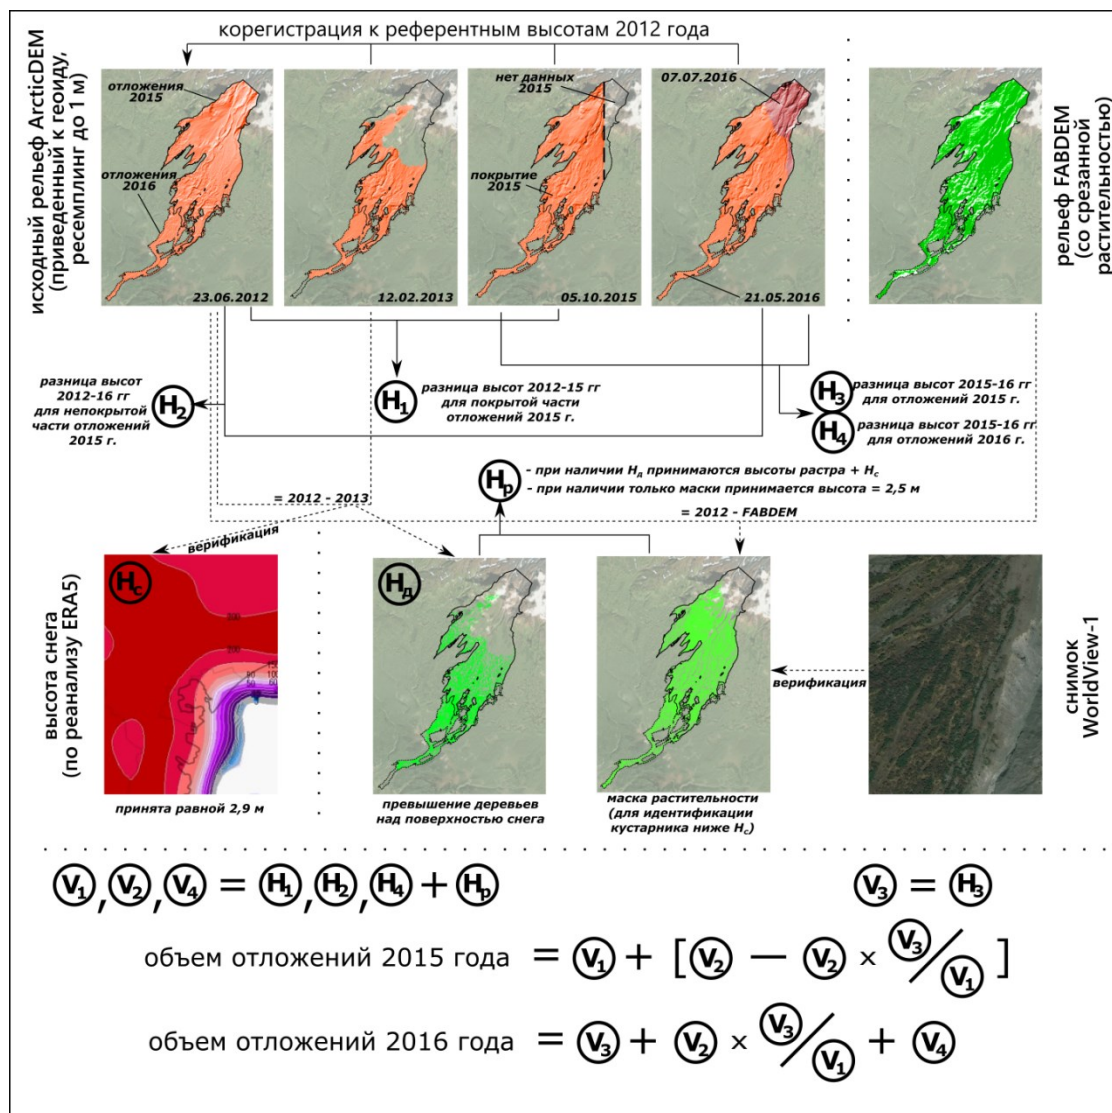 корегистрация к референтным высотам 2012 года
исходный рельеф ArcticDEM
(приведенный к геоиду,
ресемплинг до 1 м)
отложения
2015
отложения
2016
23.06.2012
12.02.2013
нет данных
2015
покрытие
2015
05.10.2015
07.07.2016
21.05.2016
рельеф FABDEM
(со срезанной
растительностью)
разница высот
2012-16 гг
для непокрытой
части отложений
2015 г.
H2
H1
разница высот 2012-15 гг
для покрытой части
отложений 2015 г.
H3
разница высот 2015-16 гг
для отложений 2015 г.
H4
разница высот 2015-16 гг
для отложений 2016 г.
Hр
- при наличии Hд принимаются высоты растра + Hс
- при наличии только маски принимается высота = 2,5 м
= 2012 - 2013
= 2012 - FABDEM
верификация
высота снега
(по реанализу ERA5)
Hс
принята равной 2,9 м
Hд
превышение деревьев
над поверхностью снега
маска растительности
(для идентификации
кустарника ниже Hс)
верификация
снимок
WorldView-1
V1, V2, V4 = H1, H2, H4 + Hр
V3 = H3
объем отложений 2015 года = V1 + [V2 − V2 × V3/V1]
объем отложений 2016 года = V3 + V2 × V3/V1 + V4